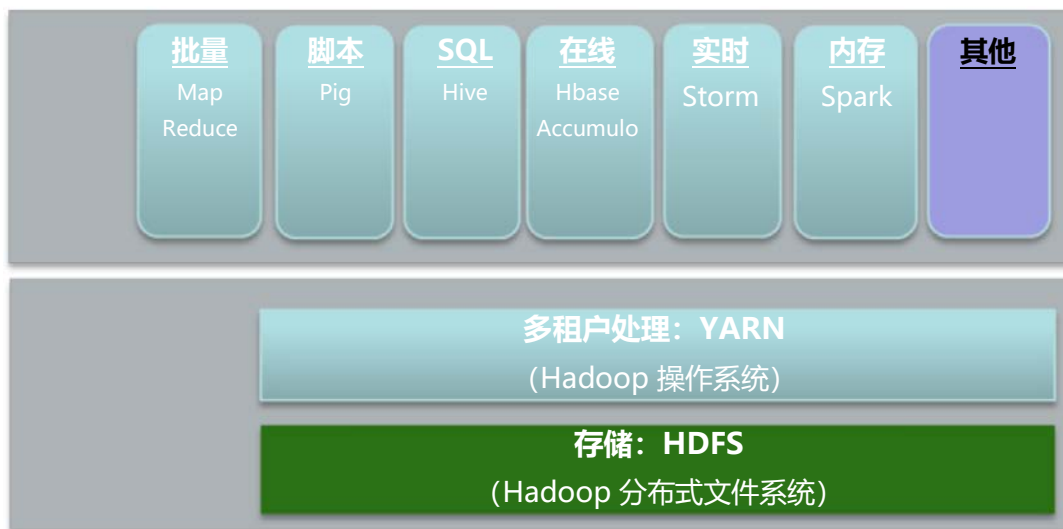 批量
Map
Reduce
脚本
Pig
SQL
Hive
在线
Hbase
Accumulo
实时
Storm
内存
Spark
其他
多租户处理：YARN
（Hadoop 操作系统）
存储：HDFS
（Hadoop 分布式文件系统）